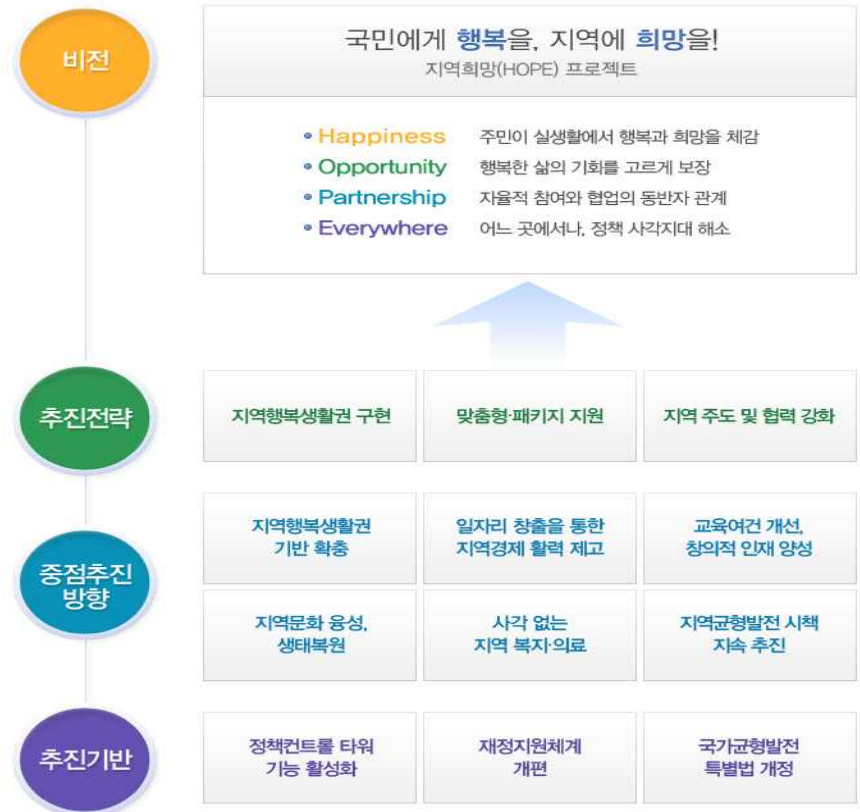 비전
국민에게 행복을, 지역에 희망을!
지역희망(HOPE) 프로젝트
• Happiness 주민이 실생활에서 행복과 희망을 체감
• Opportunity 행복한 삶의 기회를 고르게 보장
• Partnership 자율적 참여와 협업의 동반자 관계
• Everywhere 어느 곳에서나, 정책 사각지대 해소
추진전략
지역행복생활권 구현
맞춤형·패키지 지원
지역 주도 및 협력 강화
중점추진
방향
지역행복생활권
기반 확충
일자리 창출을 통한
지역경제 활력 제고
교육여건 개선,
창의적 인재 양성
지역문화 융성,
생태복원
사각 없는
지역 복지·의료
지역균형발전 시책
지속 추진
추진기반
정책컨트롤 타워
기능 활성화
재정지원체계
개편
국가균형발전
특별법 개정